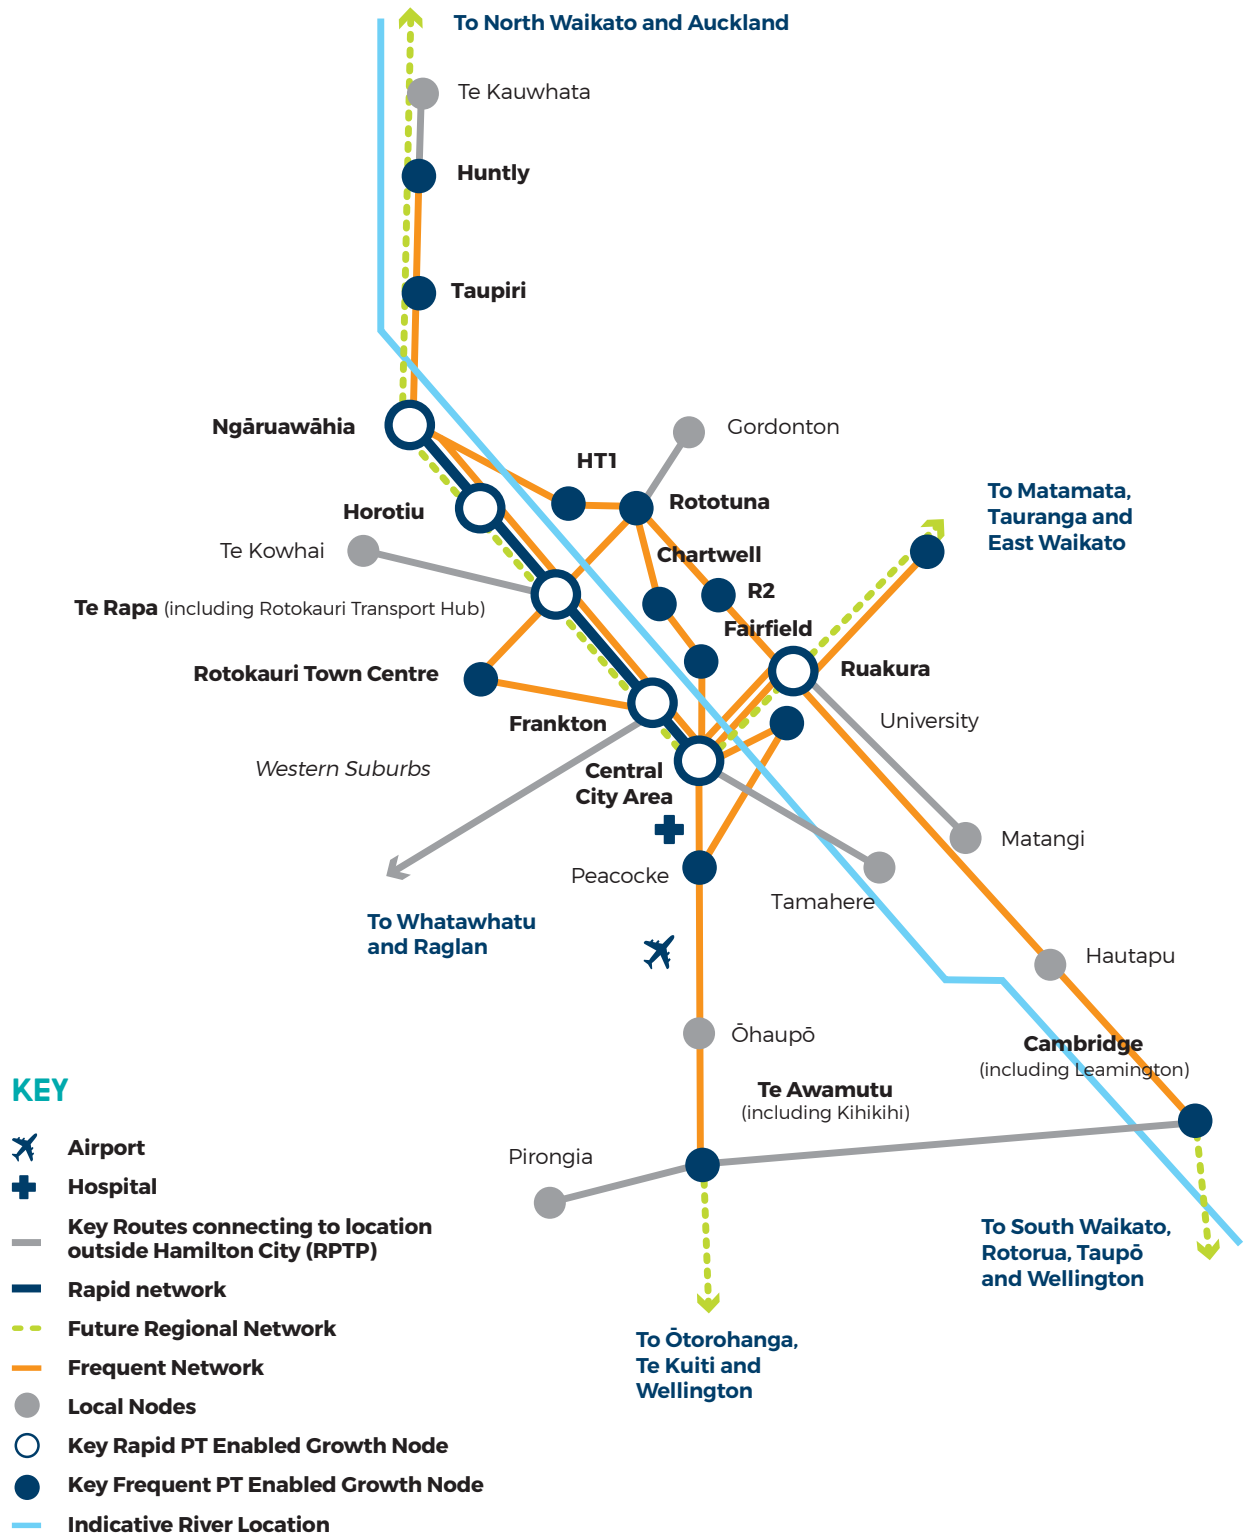 To North Waikato and Auckland
Te Kauwhata
Huntly
Taupiri
Ngāruawāhia
Gordonton
HT1
Rototuna
To Matamata,
Tauranga and
East Waikato
Horotiu
Te Kowhai
Chartwell
R2
Te Rapa (including Rotokauri Transport Hub)
Fairfield
Rotokauri Town Centre
Ruakura
Frankton
University
Western Suburbs
Central
City Area
Matangi
Peacocke
Tamahere
To Whatawhatu
and Raglan
Hautapu
Ōhaupō
Cambridge
(including Leamington)
Te Awamutu
(including Kihikihi)
Pirongia
To South Waikato,
Rotorua, Taupō
and Wellington
To Ōtorohanga,
Te Kuiti and
Wellington
KEY
Airport
Hospital
Key Routes connecting to location
outside Hamilton City (RPTP)
Rapid network
Future Regional Network
Frequent Network
Local Nodes
Key Rapid PT Enabled Growth Node
Key Frequent PT Enabled Growth Node
Indicative River Location